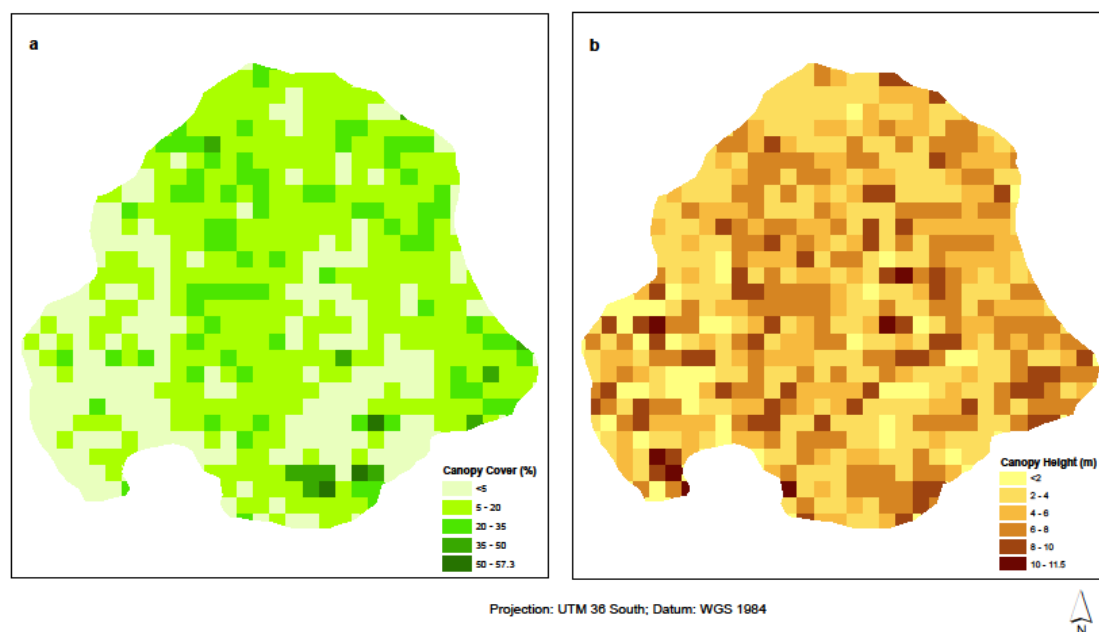 a
Canopy Cover (%)
<5
5 - 20
20 - 35
35 - 50
50 - 57.3
b
Canopy Height (m)
<2
2 - 4
4 - 6
6 - 8
8 - 10
10 - 11.5
Projection: UTM 36 South; Datum: WGS 1984
N